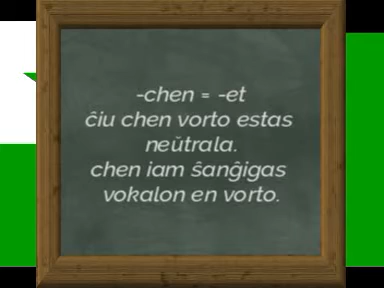 -chen = -et
ĉiu chen vorto estas
neŭtrala.
chen iam ŝanĝigas
vokalon en vorto.